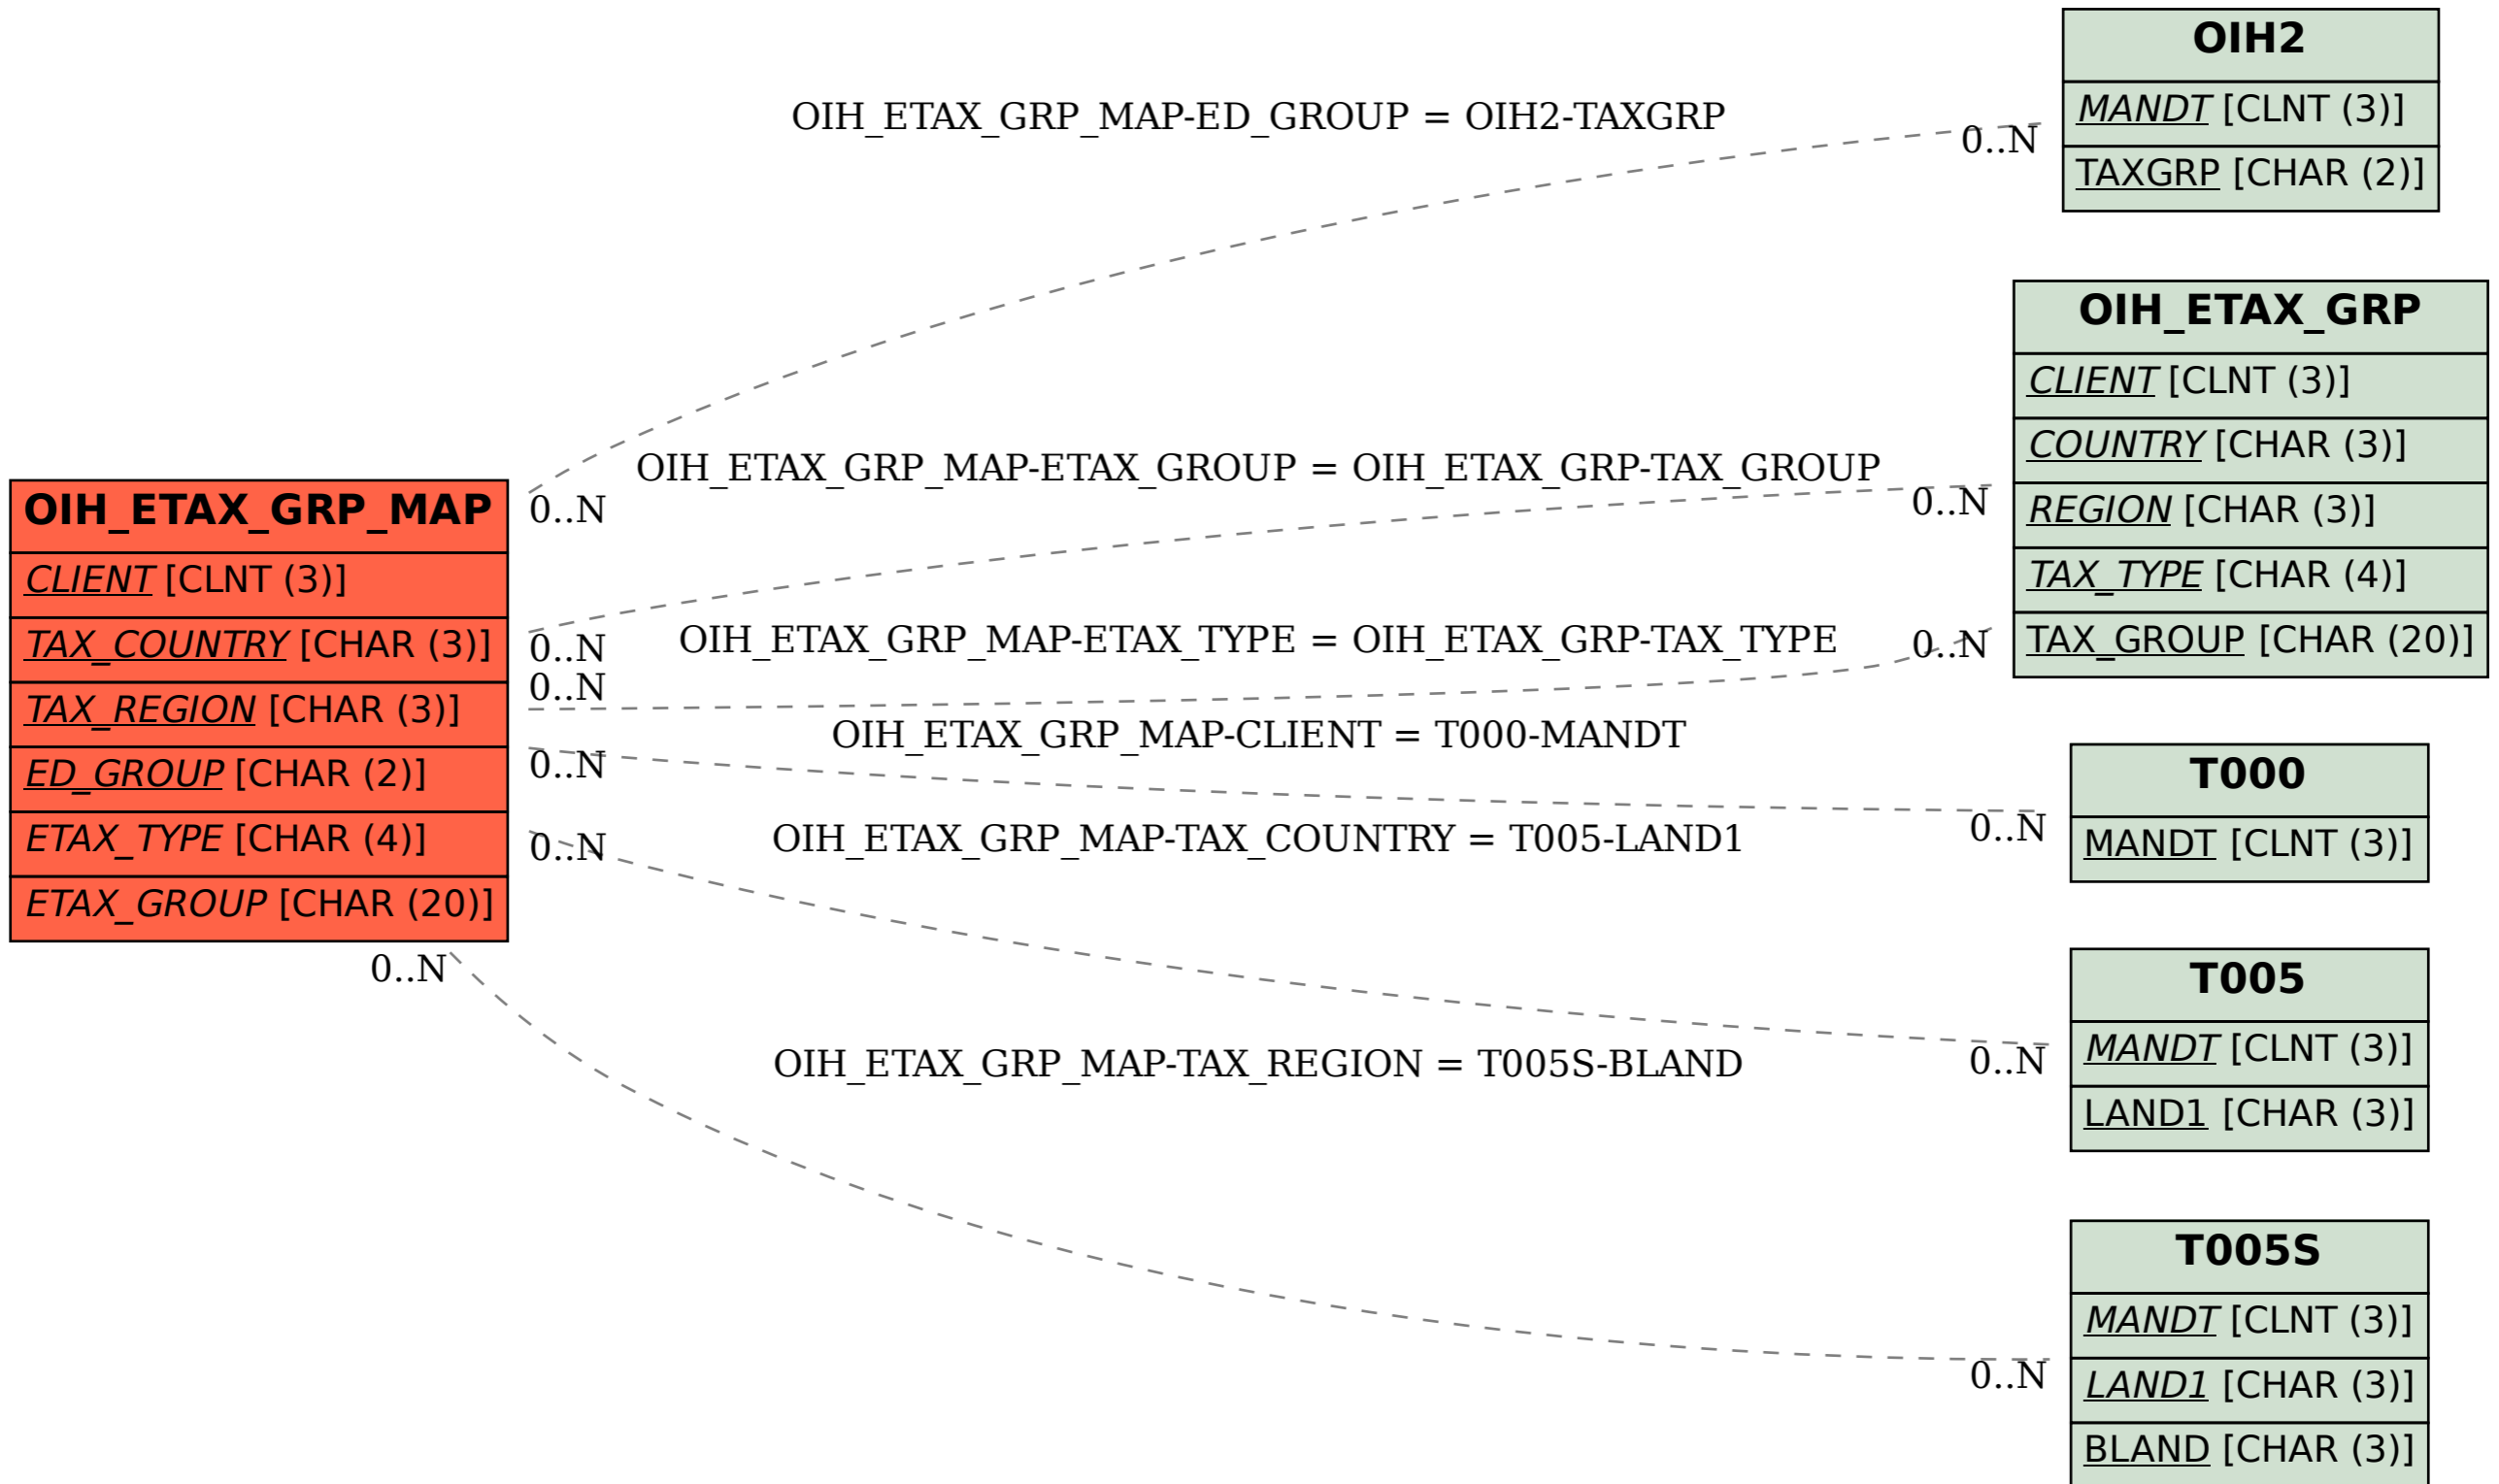 OIH2
MANDT [CLNT (3)]
TAXGRP [CHAR (2)]
OIH_ETAX_GRP_MAP-ED_GROUP = OIH2-TAXGRP
0..N
0..N
OIH_ETAX_GRP
CLIENT [CLNT (3)]
COUNTRY [CHAR (3)]
REGION [CHAR (3)]
TAX_TYPE [CHAR (4)]
TAX_GROUP [CHAR (20)]
OIH_ETAX_GRP_MAP-ETAX_GROUP = OIH_ETAX_GRP-TAX_GROUP
0..N
0..N
OIH_ETAX_GRP_MAP-ETAX_TYPE = OIH_ETAX_GRP-TAX_TYPE
0..N
0..N
OIH_ETAX_GRP_MAP
CLIENT [CLNT (3)]
TAX_COUNTRY [CHAR (3)]
TAX_REGION [CHAR (3)]
ED_GROUP [CHAR (2)]
ETAX_TYPE [CHAR (4)]
ETAX_GROUP [CHAR (20)]
OIH_ETAX_GRP_MAP-CLIENT = T000-MANDT
0..N
0..N
T000
MANDT [CLNT (3)]
OIH_ETAX_GRP_MAP-TAX_COUNTRY = T005-LAND1
0..N
0..N
T005
MANDT [CLNT (3)]
LAND1 [CHAR (3)]
OIH_ETAX_GRP_MAP-TAX_REGION = T005S-BLAND
0..N
0..N
T005S
MANDT [CLNT (3)]
LAND1 [CHAR (3)]
BLAND [CHAR (3)]